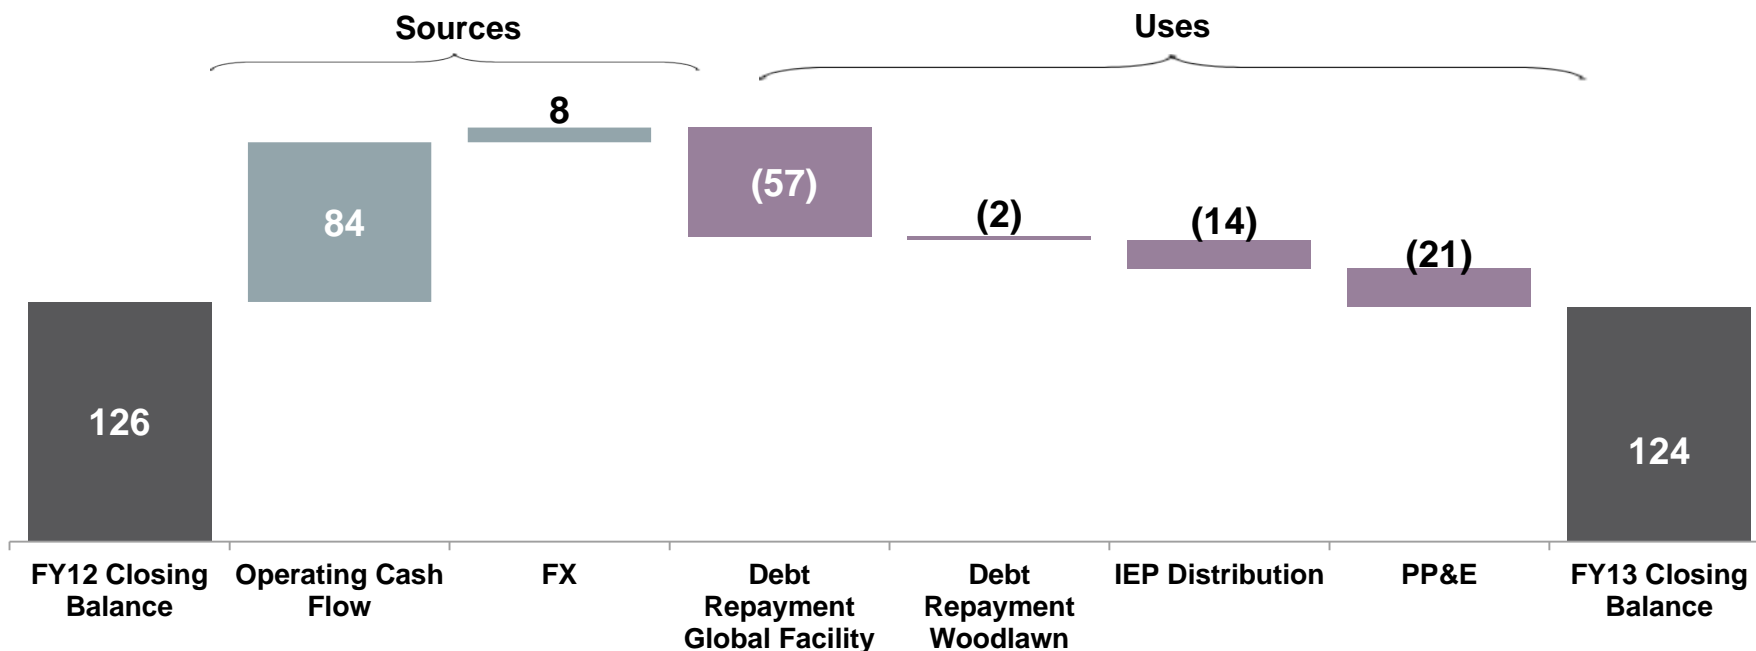 Sources
Uses
8
(57)
84
(2)
(14)
(21)
126
124
FY12 Closing
Balance
Operating Cash
Flow
FX
Debt
Repayment
Global Facility
Debt
Repayment
Woodlawn
IEP Distribution
PP&E
FY13 Closing
Balance